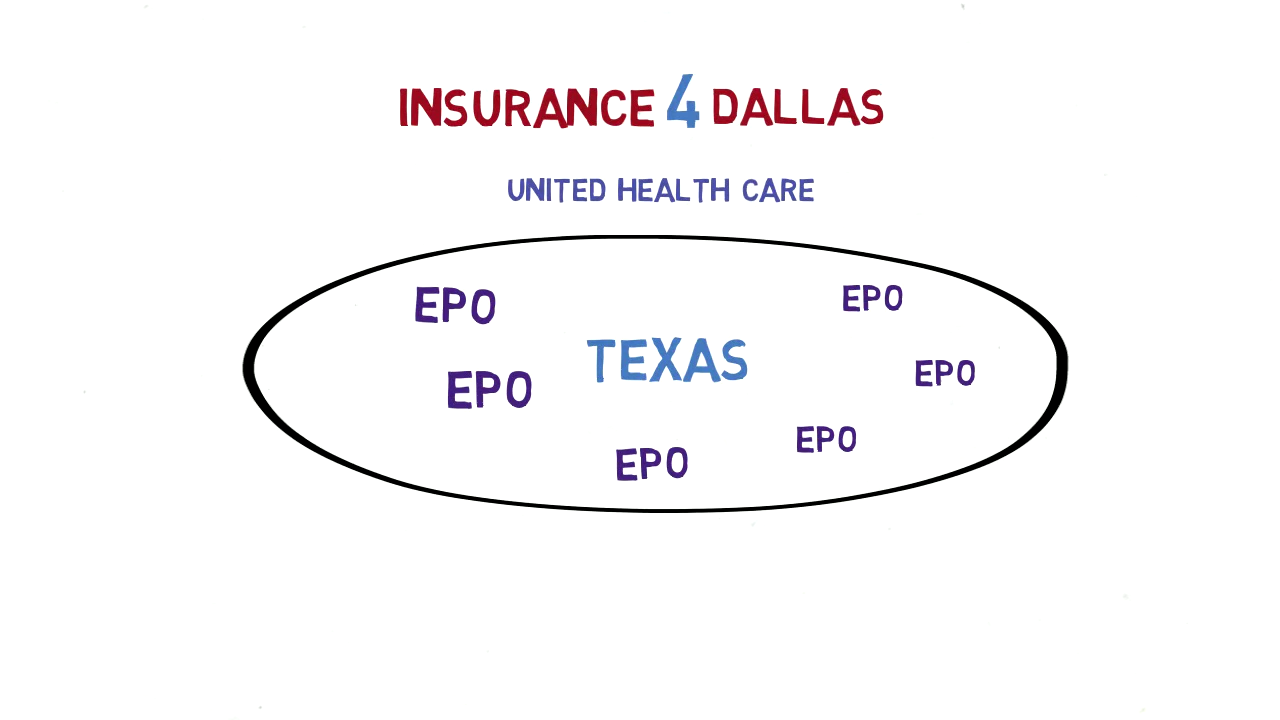 INSURANCE 4 DALLAS
UNITED HEALTH CARE
EPO
EPO
TEXAS
EPO
EPO
EPO
EPO